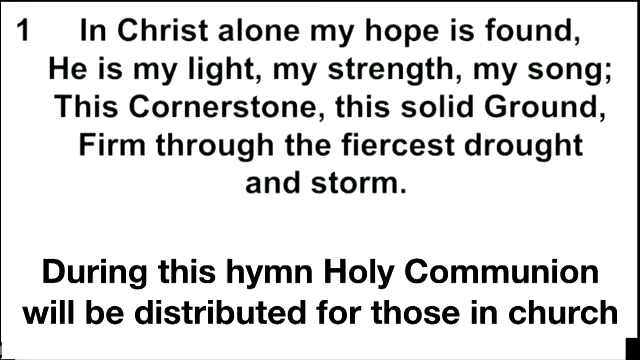 1 In Christ alone my hope is found,
He is my light, my strength, my song;
This Cornerstone, this solid Ground,
Firm through the fiercest drought
and storm.
During this hymn Holy Communion
will be distributed for those in church